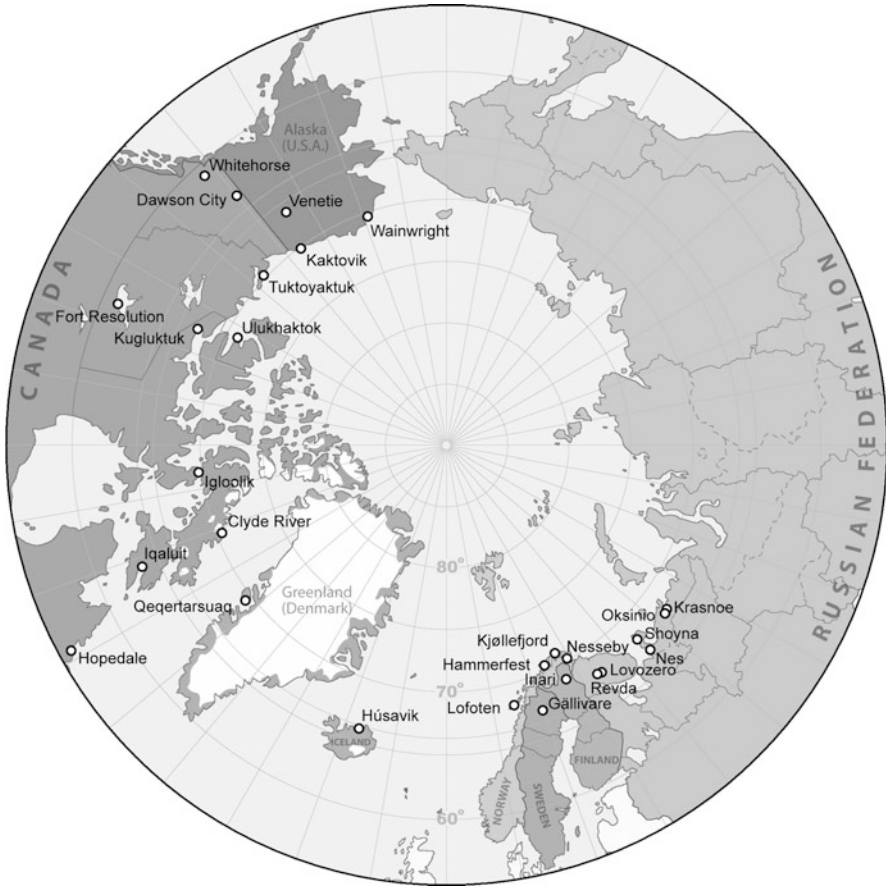 Alaska
(U.S.A.)
Whitehorse
Dawson City
Venetie
Wainwright
Kaktovik
Tuktoyaktuk
CANADA
Fort Resolution
Kugluktuk
Ulukhaktok
RUSSIAN FEDERATION
Igloolik
Clyde River
Iqaluit
80°
Greenland
(Denmark)
Qeqertarsuaq
Hopedale
Krasnoe
Oksinio
Shoyna
Kjøllefjord
Nesseby
Nes
Hammerfest
Lovozero
Inari
Revda
70°
Lofoten
Gällivare
Húsavik
ICELAND
FINLAND
NORWAY
SWEDEN
60°